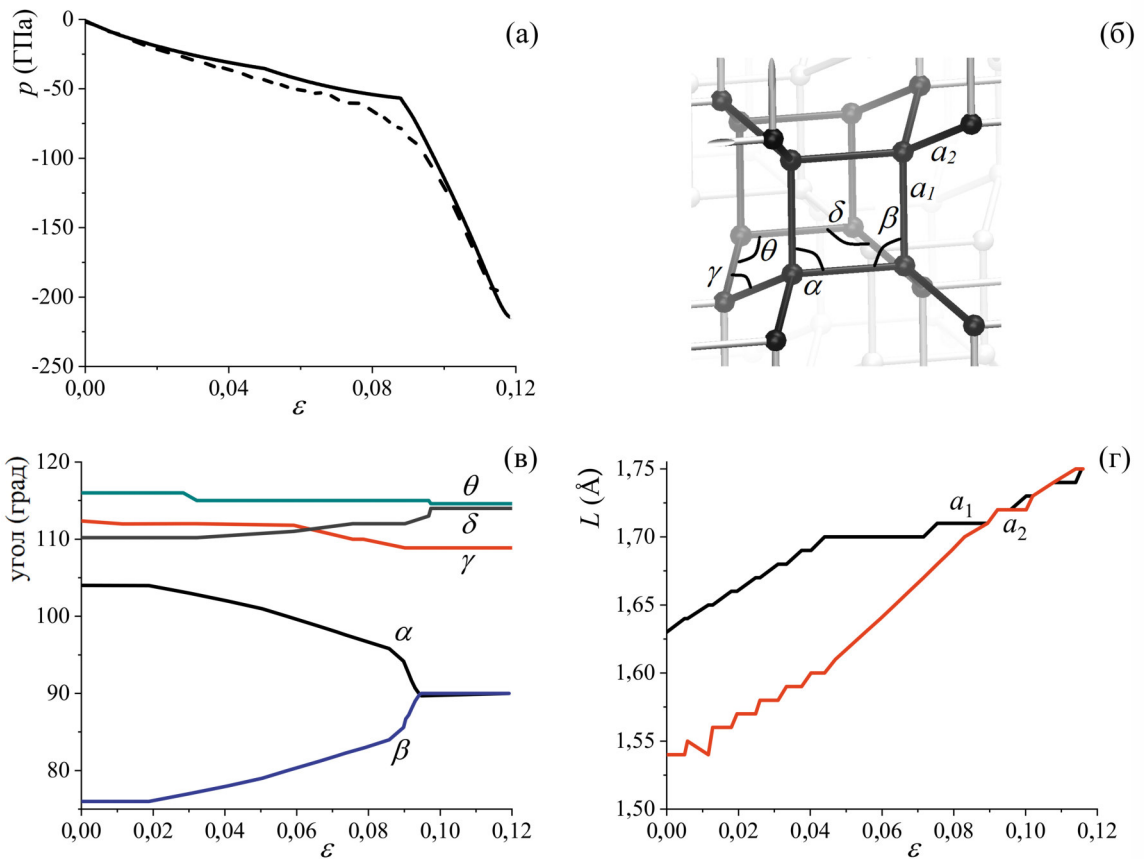 (а)
p (ГПа)
0
-50
-100
-150
-200
-250
0,00 0,04 0,08 0,12
ε
(б)
a2
a1
δ
β
θ
γ
α
(в)
угол (град)
120
110
100
90
80
θ
δ
γ
α
β
0,00 0,02 0,04 0,06 0,08 0,10 0,12
ε
(г)
L (Å)
1,75
1,70
1,65
1,60
1,55
1,50
a1
a2
0,00 0,02 0,04 0,06 0,08 0,10 0,12
ε